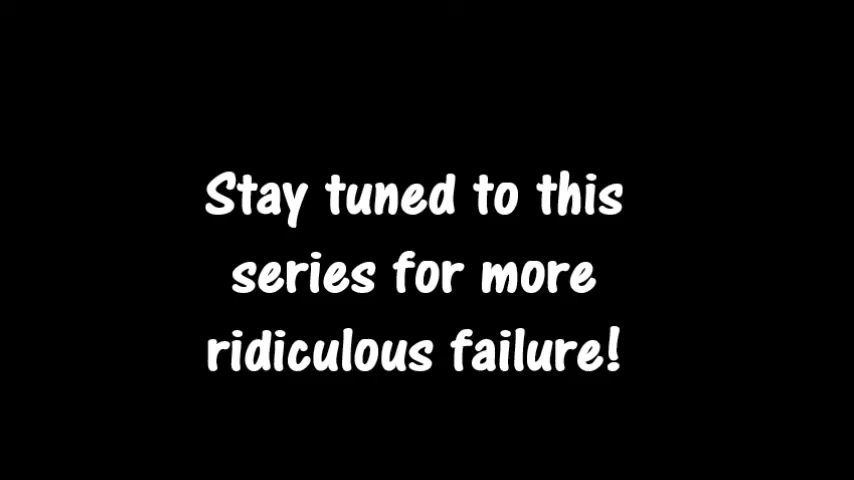 Stay tuned to this
series for more
ridiculous failure!